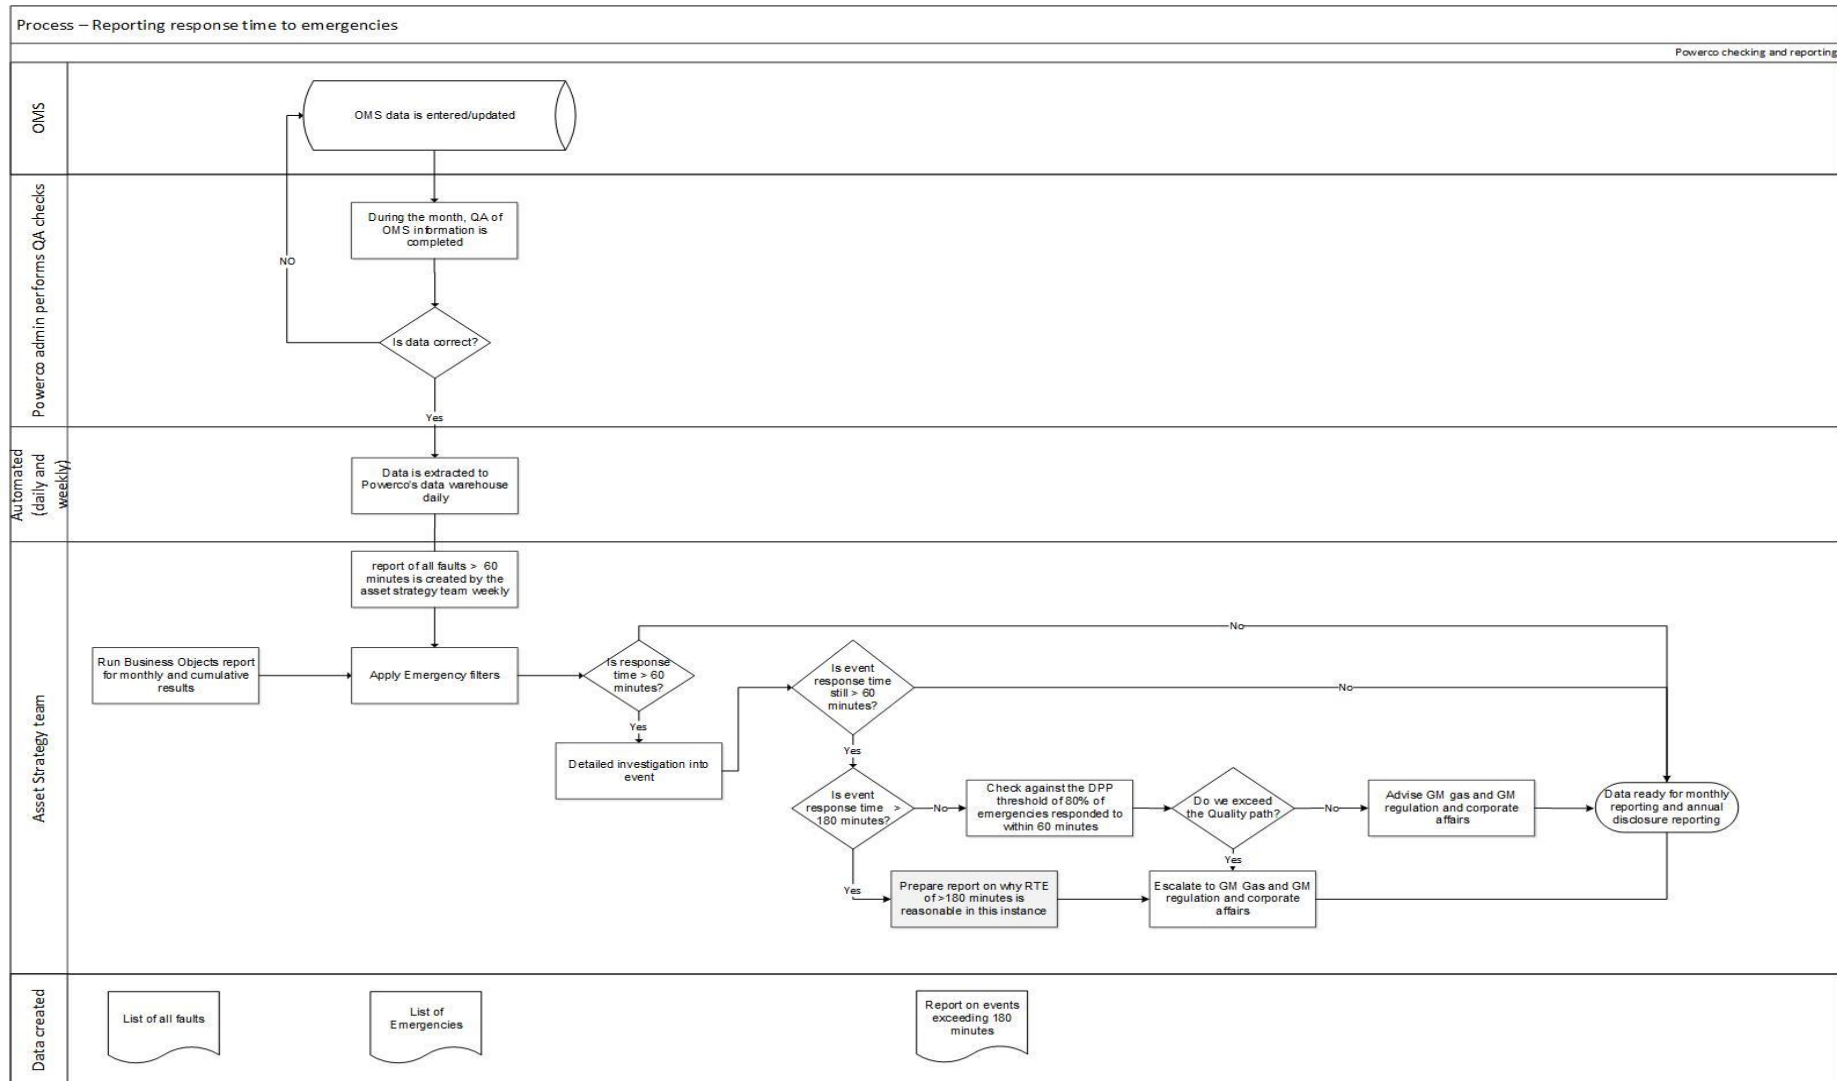 Process – Reporting response time to emergencies
Powerco checking and reporting
OMS
OMS data is entered/updated
Powerco admin performs QA checks
During the month, QA of
OMS information is
completed
NO
Is data correct?
Yes
Automated
(daily and
weekly)
Data is extracted to
Powerco's data warehouse
daily
Asset Strategy team
report of all faults > 60
minutes is created by the
asset strategy team weekly
Run Business Objects report
for monthly and cumulative
results
Apply Emergency filters
Is response
time > 60
minutes?
No
Yes
Detailed investigation into
event
Is event
response time
still > 60
minutes?
No
Yes
Is event
response time >
180 minutes?
No
Check against the DPP
threshold of 80% of
emergencies responded to
within 60 minutes
Do we exceed
the Quality path?
No
Advise GM gas and GM
regulation and corporate
affairs
Data ready for monthly
reporting and annual
disclosure reporting
Yes
Yes
Prepare report on why RTE
of >180 minutes is
reasonable in this instance
Escalate to GM Gas and GM
regulation and corporate
affairs
Data created
List of all faults
List of
Emergencies
Report on events
exceeding 180
minutes